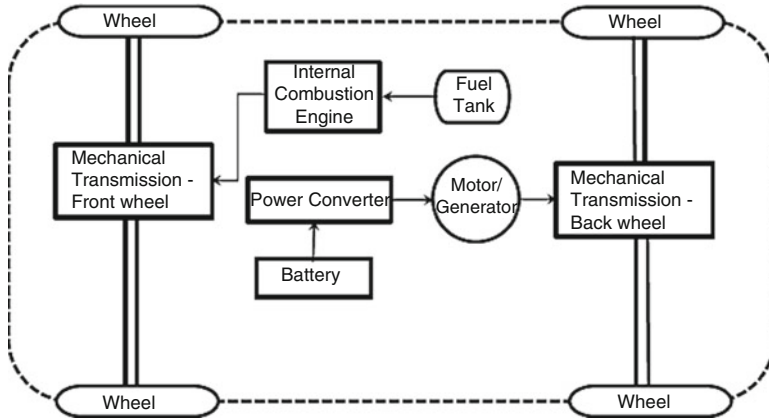 Wheel
Wheel
Internal
Combustion
Engine
Fuel
Tank
Mechanical
Transmission -
Front wheel
Power Converter
Motor/
Generator
Mechanical
Transmission -
Back wheel
Battery
Wheel
Wheel